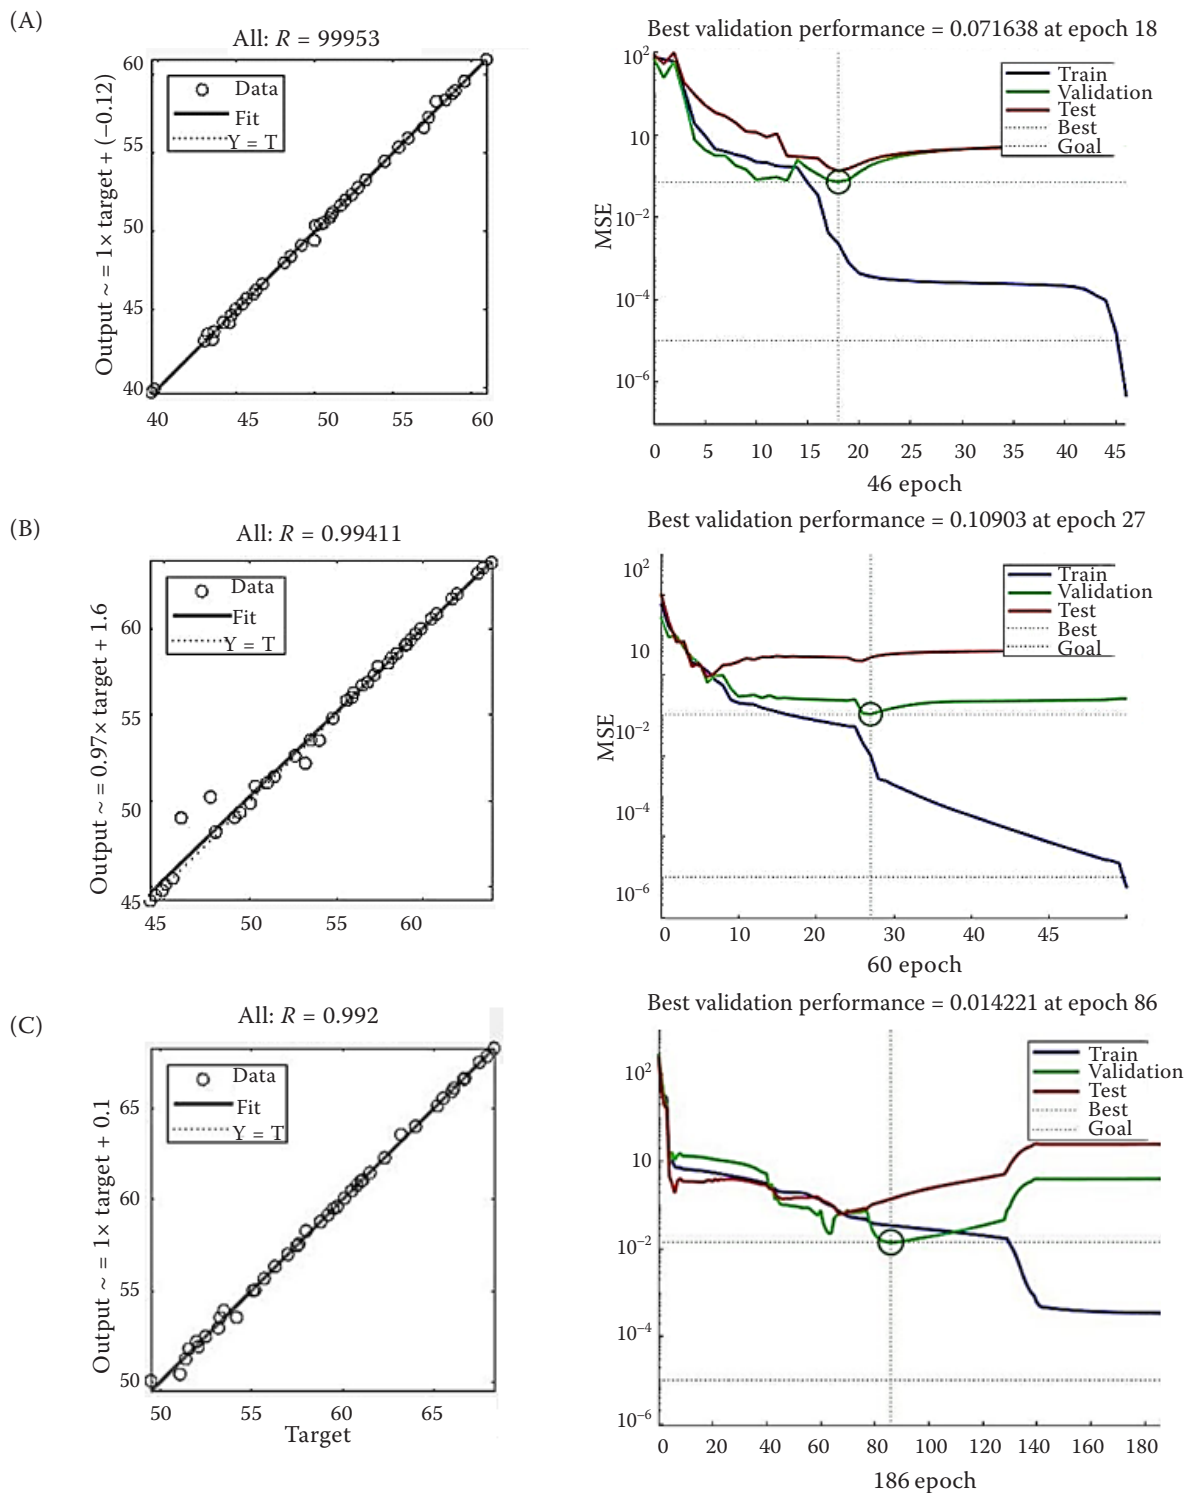 (A)
All: R = 99953
Output ~ = 1× target + (−0.12)
60
55
50
45
40
Data
Fit
Y = T
40 45 50 55 60
Best validation performance = 0.071638 at epoch 18
MSE
10²
10
10⁻²
10⁻⁴
10⁻⁶
Train
Validation
Test
Best
Goal
0 5 10 15 20 25 30 35 40 45
46 epoch
(B)
All: R = 0.99411
Output ~ = 0.97× target + 1.6
60
55
50
45
Data
Fit
Y = T
45 50 55 60
Best validation performance = 0.10903 at epoch 27
MSE
10²
10
10⁻²
10⁻⁴
10⁻⁶
Train
Validation
Test
Best
Goal
0 10 20 30 40 45
60 epoch
(C)
All: R = 0.992
Output ~ = 1× target + 0.1
65
60
55
50
Data
Fit
Y = T
50 55 60 65
Target
Best validation performance = 0.014221 at epoch 86
10²
10
10⁻²
10⁻⁴
10⁻⁶
Train
Validation
Test
Best
Goal
0 20 40 60 80 100 120 140 160 180
186 epoch